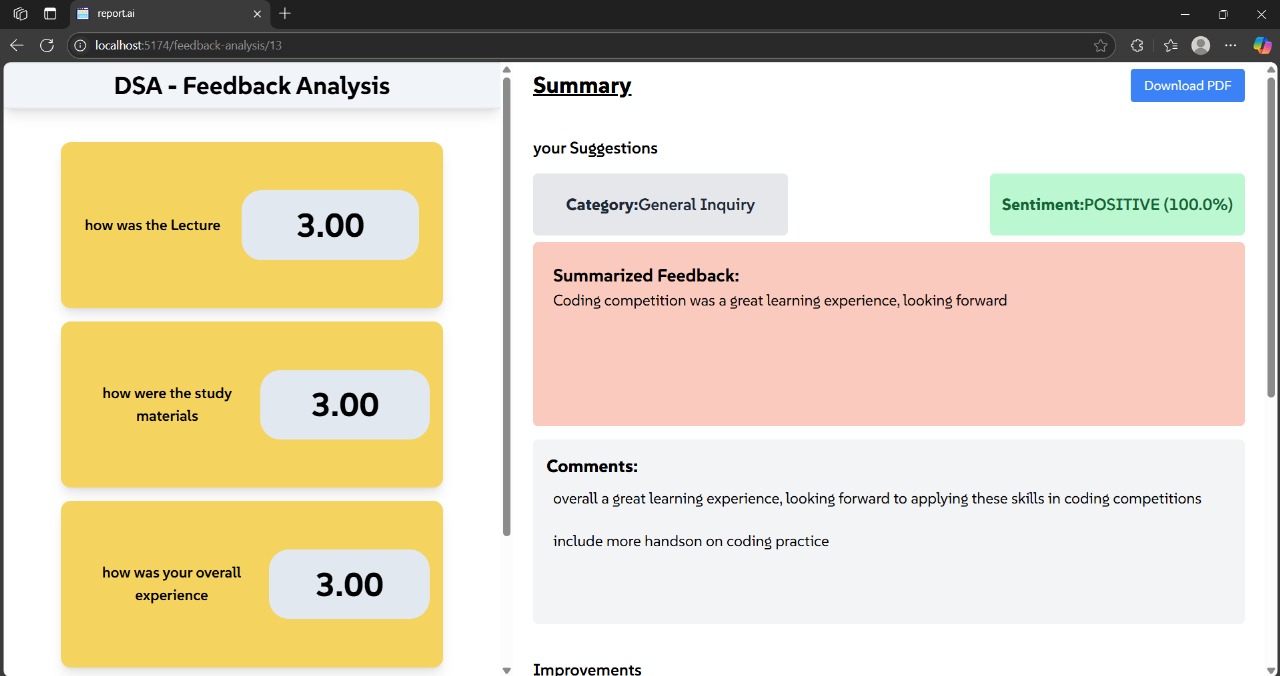 report.ai
localhost:5174/feedback-analysis/13
DSA - Feedback Analysis
how was the Lecture
3.00
how were the study
materials
3.00
how was your overall
experience
3.00
Summary
Download PDF
your Suggestions
Category:General Inquiry
Sentiment:POSITIVE (100.0%)
Summarized Feedback:
Coding competition was a great learning experience, looking forward
Comments:
overall a great learning experience, looking forward to applying these skills in coding competitions
include more handson on coding practice
Improvements